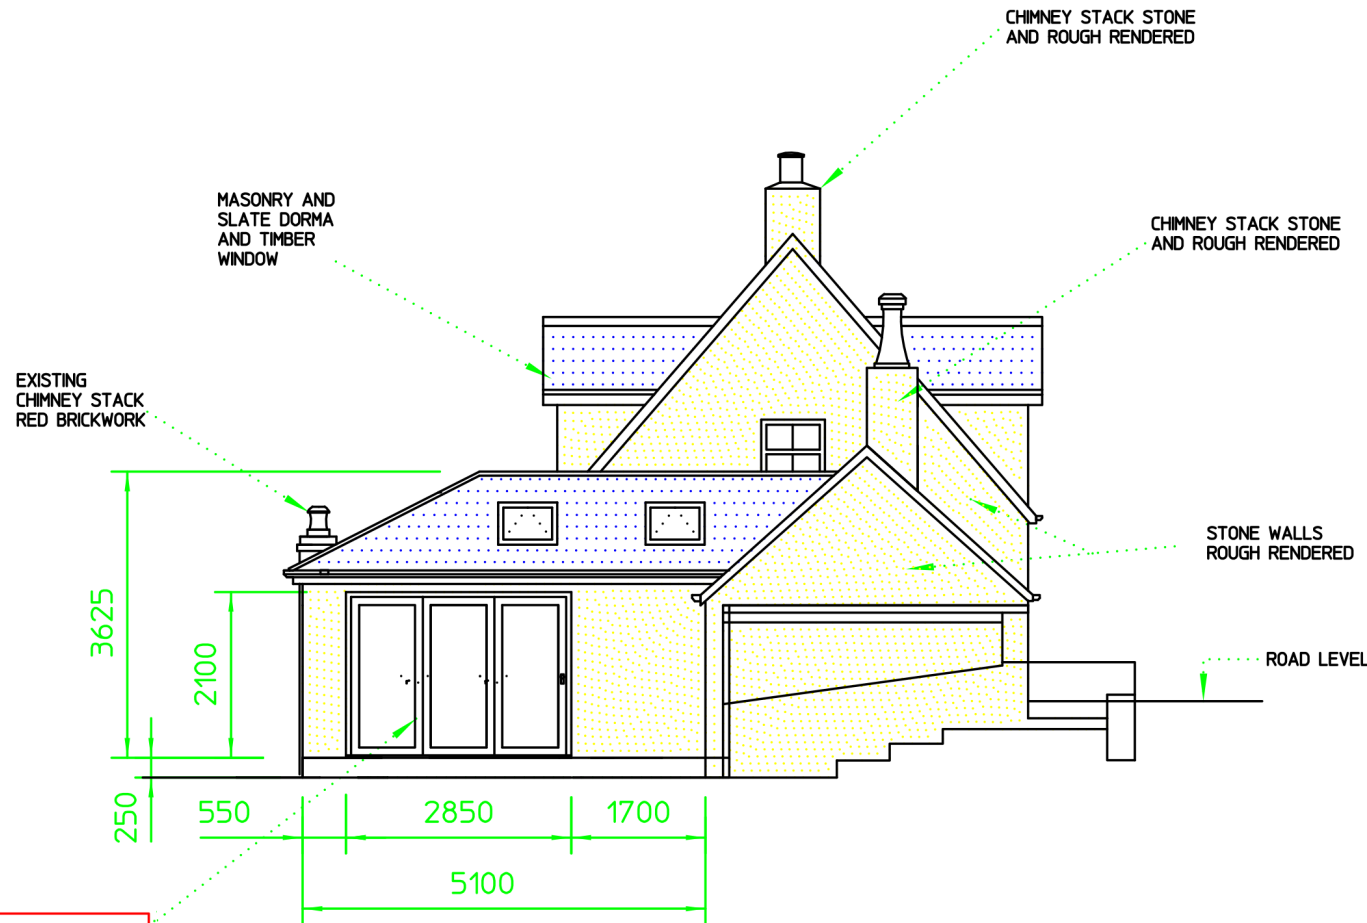 CHIMNEY STACK STONE
AND ROUGH RENDERED
MASONRY AND
SLATE DORMA
AND TIMBER
WINDOW
CHIMNEY STACK STONE
AND ROUGH RENDERED
EXISTING
CHIMNEY STACK
RED BRICKWORK
STONE WALLS
ROUGH RENDERED
ROAD LEVEL
3625
2100
250
550
2850
1700
5100